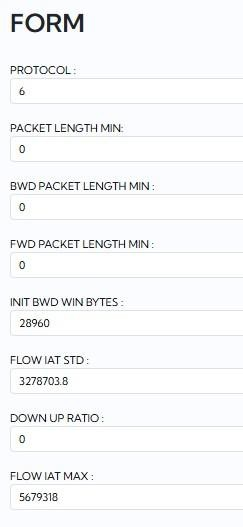 FORM
PROTOCOL :
6
PACKET LENGTH MIN:
0
BWD PACKET LENGTH MIN :
0
FWD PACKET LENGTH MIN :
0
INIT BWD WIN BYTES :
28960
FLOW IAT STD :
3278703.8
DOWN UP RATIO :
0
FLOW IAT MAX :
5679318